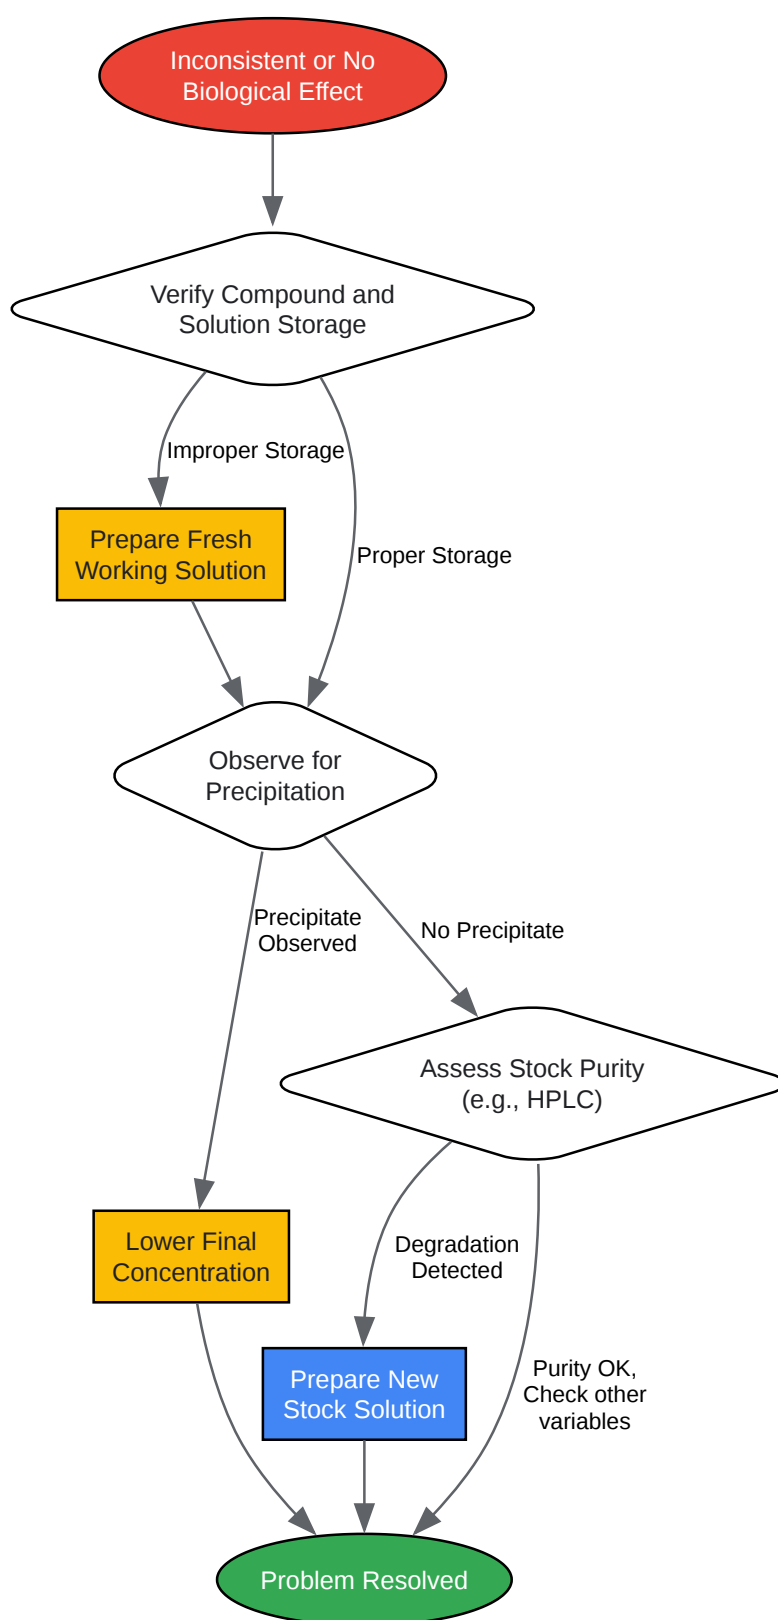 Inconsistent or No
Biological Effect
Verify Compound and
Solution Storage
Improper Storage
Prepare Fresh
Working Solution
Proper Storage
Observe for
Precipitation
Precipitate
Observed
No Precipitate
Assess Stock Purity
(e.g., HPLC)
Lower Final
Concentration
Degradation
Detected
Prepare New
Stock Solution
Purity OK,
Check other
variables
Problem Resolved